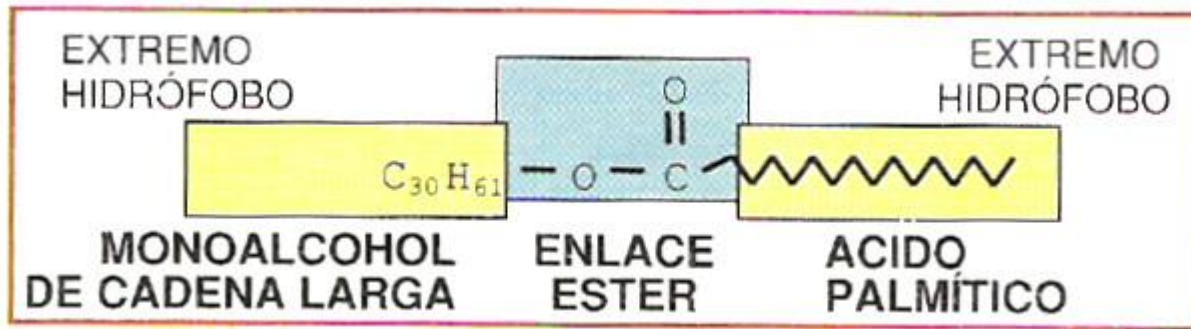 EXTREMO
HIDRÓFOBO
EXTREMO
HIDRÓFOBO
O
C30H61 – O – C
MONOALCOHOL
DE CADENA LARGA
ENLACE
ESTER
ACIDO
PALMÍTICO